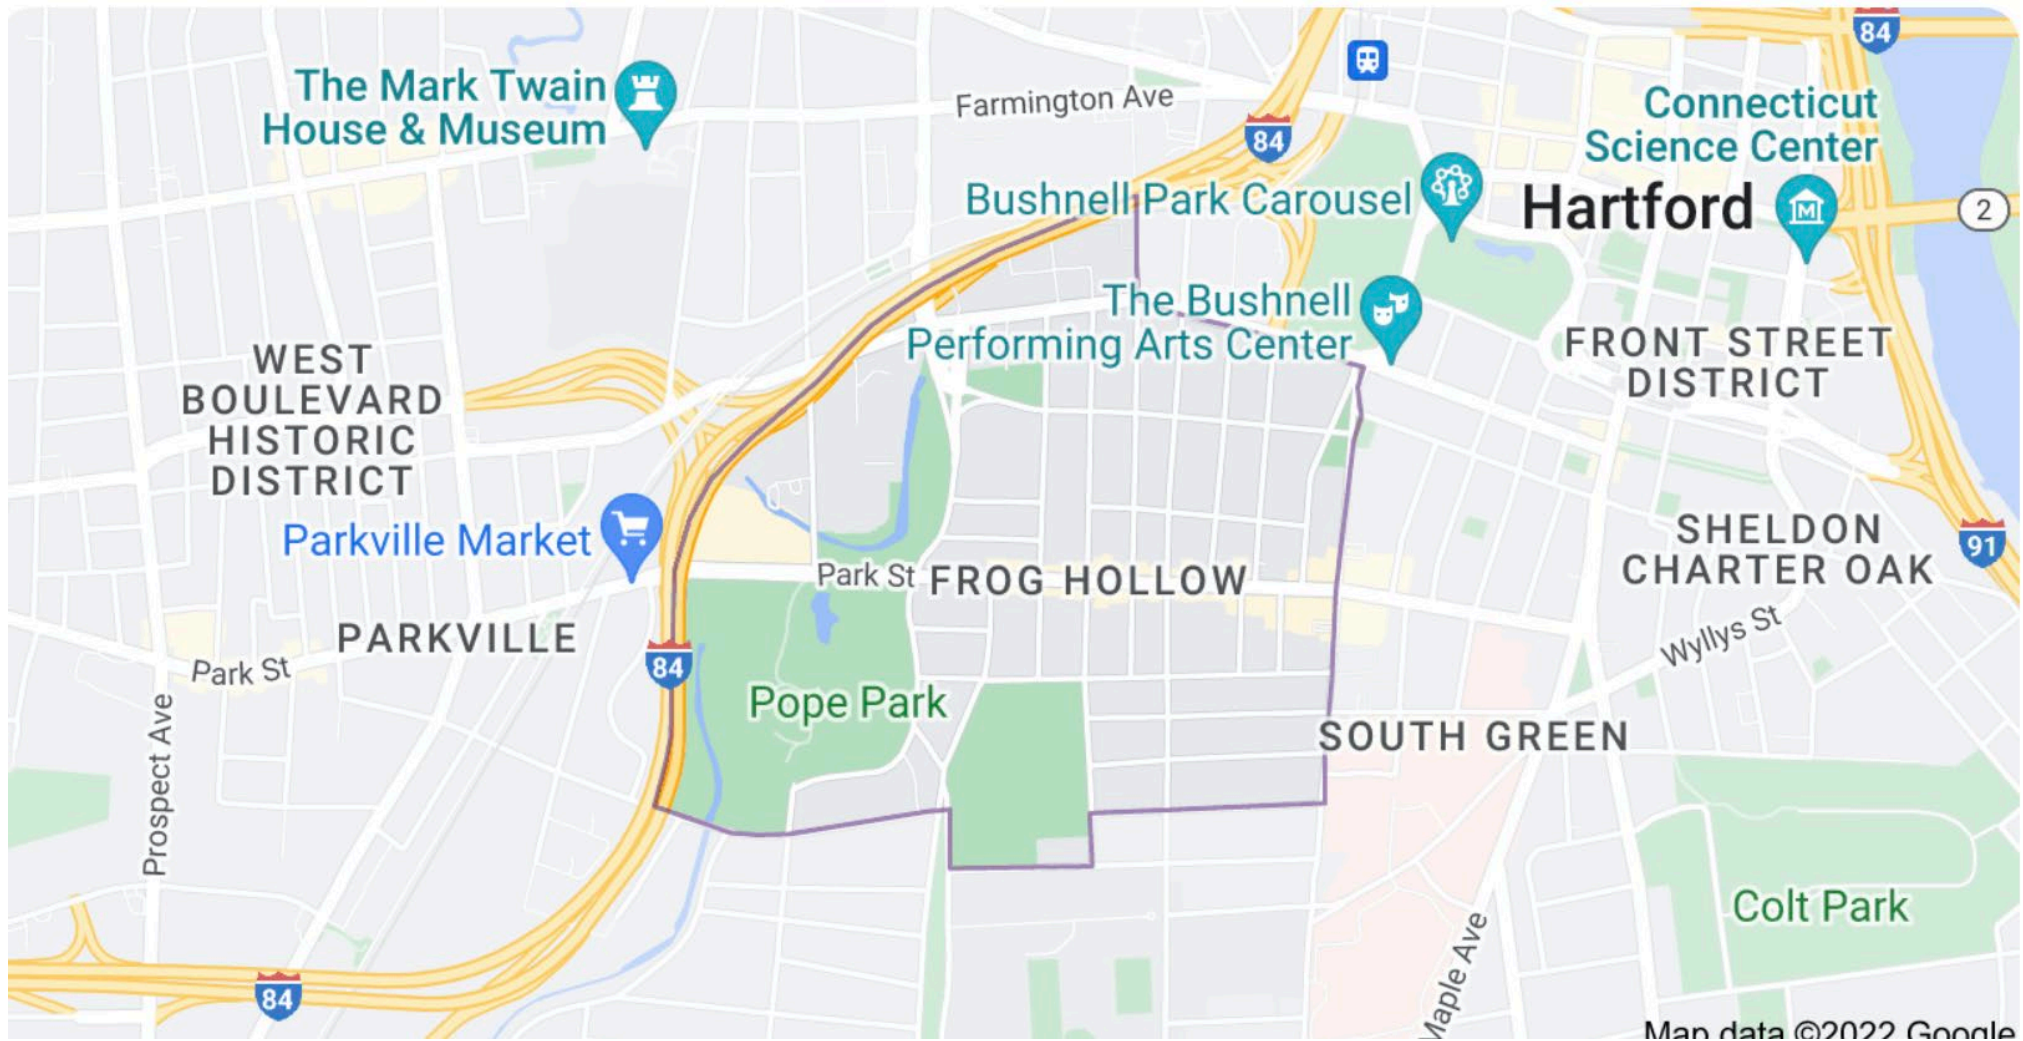 84
The Mark Twain
House & Museum
Farmington Ave
Connecticut
Science Center
84
Bushnell Park Carousel
Hartford
2
The Bushnell
Performing Arts Center
FRONT STREET
DISTRICT
WEST
BOULEVARD
HISTORIC
DISTRICT
Parkville Market
SHELDON
CHARTER OAK
91
Park St
FROG HOLLOW
PARKVILLE
Wyllys St
Park St
84
Pope Park
SOUTH GREEN
Prospect Ave
Colt Park
Maple Ave
84
Map data ©2022 Google